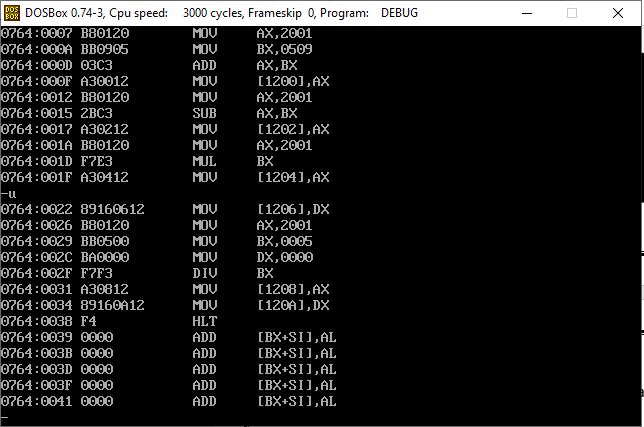 DOSBox 0.74-3, Cpu speed: 3000 cycles, Frameskip 0, Program: DEBUG
0764:0007 B80120 MOV AX,2001
0764:000A BB0905 MOV BX,0509
0764:000D 03C3 ADD AX,BX
0764:000F A30012 MOV [1200],AX
0764:0012 B80120 MOV AX,2001
0764:0015 2BC3 SUB AX,BX
0764:0017 A30212 MOV [1202],AX
0764:001A B80120 MOV AX,2001
0764:001D F7E3 MUL BX
0764:001F A30412 MOV [1204],AX
-u
0764:0022 89160612 MOV [1206],DX
0764:0026 B80120 MOV AX,2001
0764:0029 BB0500 MOV BX,0005
0764:002C BA0000 MOV DX,0000
0764:002F F7F3 DIV BX
0764:0031 A30812 MOV [1208],AX
0764:0034 89160A12 MOV [120A],DX
0764:0038 F4 HLT
0764:0039 0000 ADD [BX+SI],AL
0764:003B 0000 ADD [BX+SI],AL
0764:003D 0000 ADD [BX+SI],AL
0764:003F 0000 ADD [BX+SI],AL
0764:0041 0000 ADD [BX+SI],AL
-